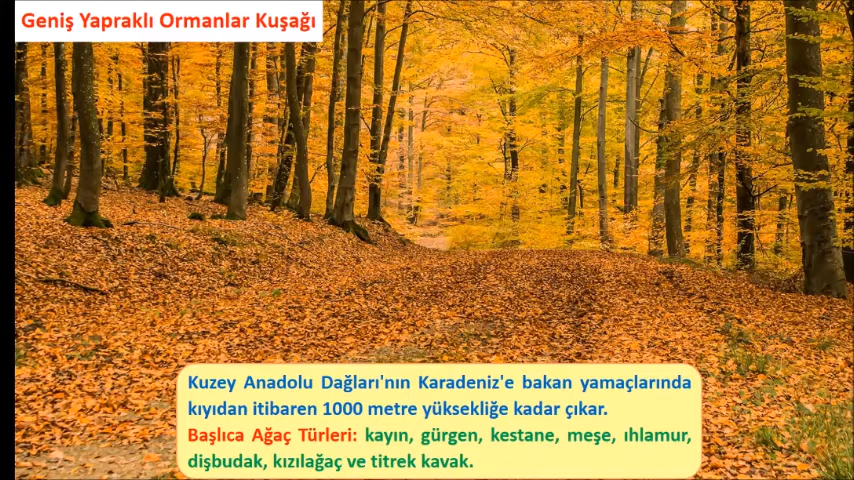 Geniş Yapraklı Ormanlar Kuşağı
Kuzey Anadolu Dağları'nın Karadeniz'e bakan yamaçlarında
kıyıdan itibaren 1000 metre yüksekliğe kadar çıkar.
Başlıca Ağaç Türleri: kayın, gürgen, kestane, meşe, ıhlamur,
dişbudak, kızılağaç ve titrek kavak.